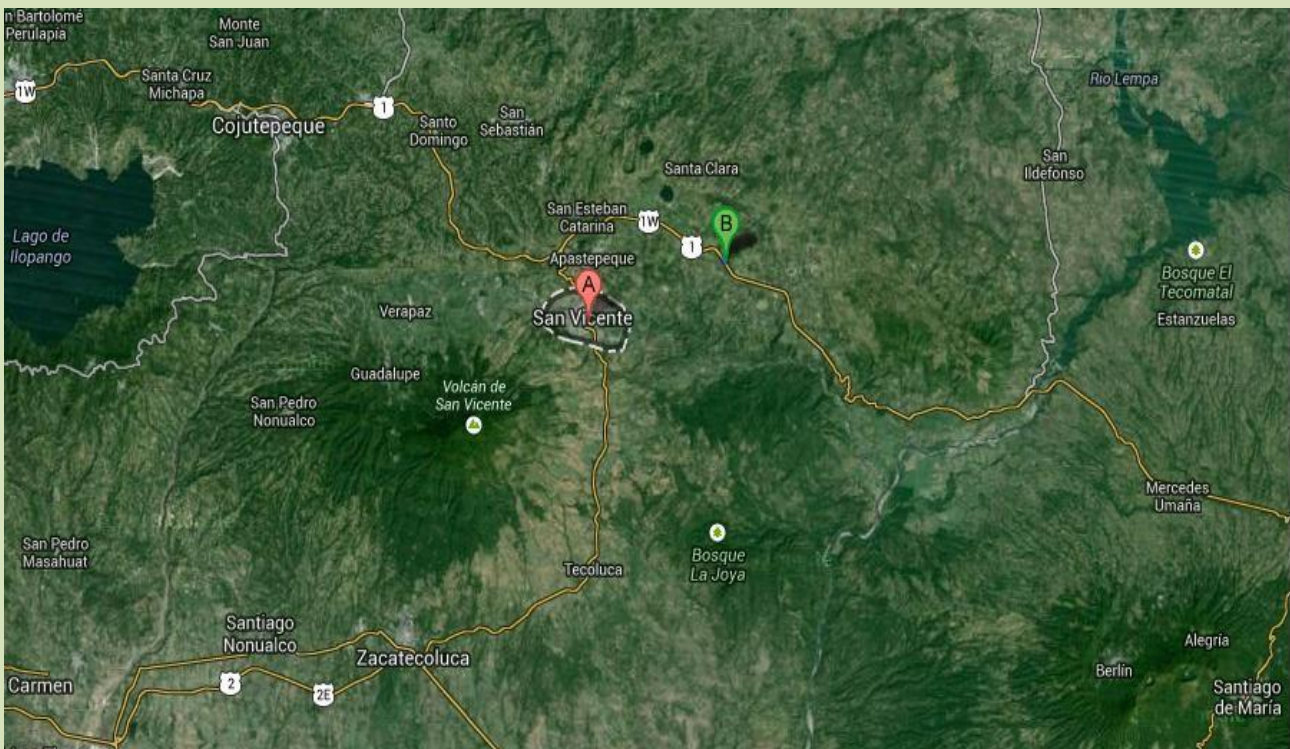 n Bartolomé
Perulapía
Monte
San Juan
1W
Santa Cruz
Michapa
1
Cojutepeque
Santo
Domingo
San
Sebastián
Rio Lempa
Santa Clara
San
Ildefonso
San Esteban
Catarina
1W
B
1
Lago de
Ilopango
Apastepeque
A
Bosque El
Tecomatal
Verapaz
San Vicente
Estanzuelas
Guadalupe
Volcán de
San Vicente
San Pedro
Nonualco
Mercedes
Umaña
San Pedro
Masahuat
Bosque
La Joya
Tecoluca
Santiago
Nonualco
Zacatecoluca
Alegría
Berlín
Carmen
2
2E
Santiago
de María